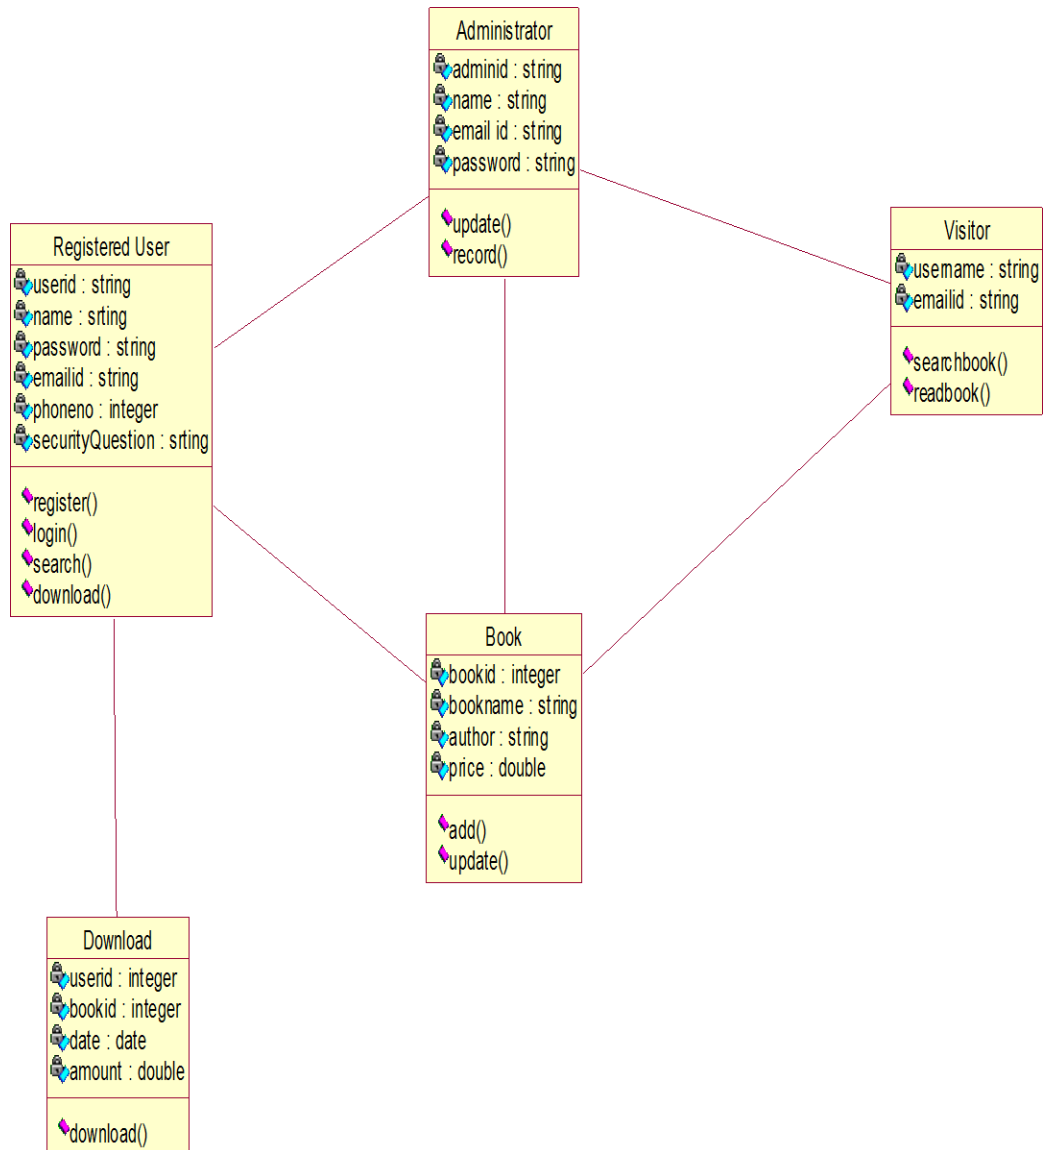 Administrator
adminid : string
name : string
email id : string
password : string
update()
record()
Registered User
userid : string
name : srting
password : string
emailid : string
phoneno : integer
securityQuestion : srting
register()
login()
search()
download()
Visitor
username : string
emailid : string
searchbook()
readbook()
Book
bookid : integer
bookname : string
author : string
price : double
add()
update()
Download
userid : integer
bookid : integer
date : date
amount : double
download()